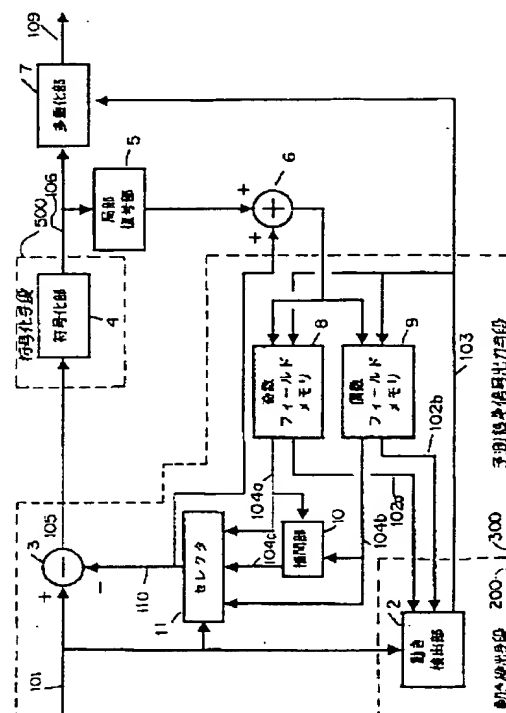 109
7
多重化部
106
500
5
局部
復号部
6
+
+
符号化手段
符号化部
4
105
3
+
−
−
110
101
11
セレクタ
104a
104c
10
補間部
104b
102a
8
奇数
フィールド
メモリ
9
偶数
フィールド
メモリ
102b
103
2
動き
検出部
動き検出手段
200
300
予測誤差信号出力手段